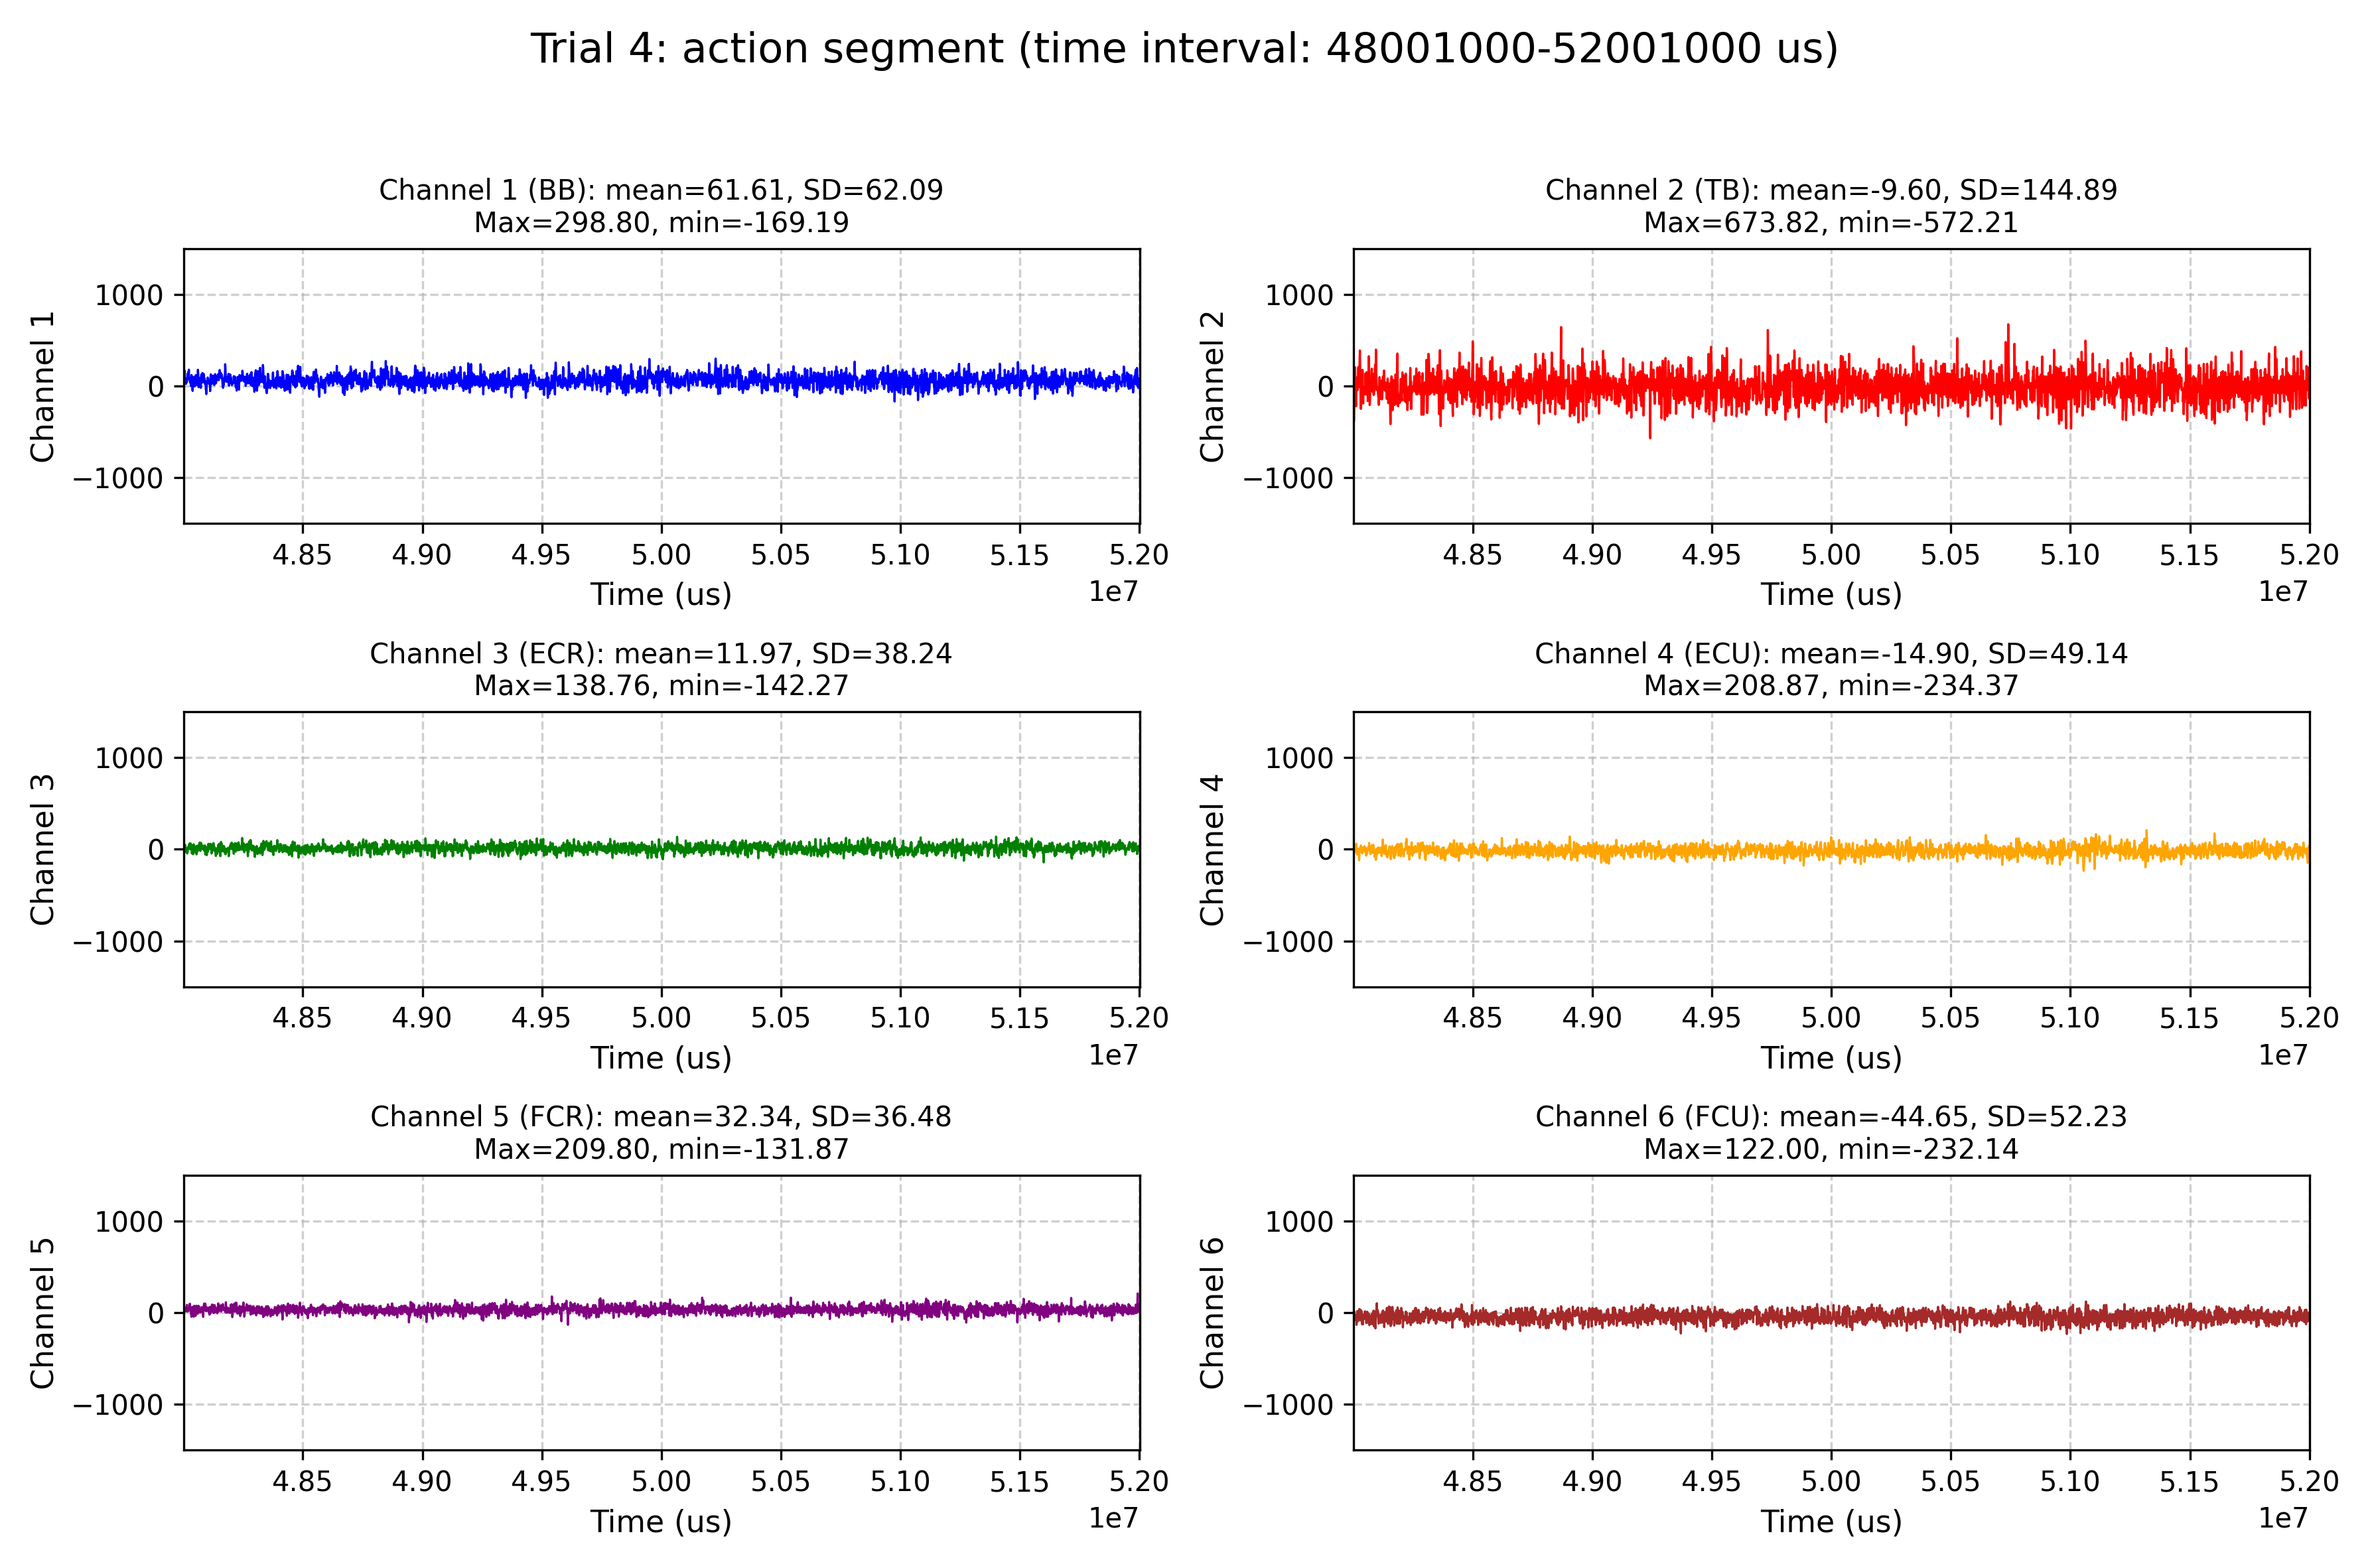 Trial 4: action segment (time interval: 48001000-52001000 us)
Channel 1 (BB): mean=61.61, SD=62.09
Max=298.80, min=-169.19
Channel 1
1000
0
−1000
4.85 4.90 4.95 5.00 5.05 5.10 5.15 5.20
Time (us)
1e7
Channel 2 (TB): mean=-9.60, SD=144.89
Max=673.82, min=-572.21
Channel 2
1000
0
−1000
4.85 4.90 4.95 5.00 5.05 5.10 5.15 5.20
Time (us)
1e7
Channel 3 (ECR): mean=11.97, SD=38.24
Max=138.76, min=-142.27
Channel 3
1000
0
−1000
4.85 4.90 4.95 5.00 5.05 5.10 5.15 5.20
Time (us)
1e7
Channel 4 (ECU): mean=-14.90, SD=49.14
Max=208.87, min=-234.37
Channel 4
1000
0
−1000
4.85 4.90 4.95 5.00 5.05 5.10 5.15 5.20
Time (us)
1e7
Channel 5 (FCR): mean=32.34, SD=36.48
Max=209.80, min=-131.87
Channel 5
1000
0
−1000
4.85 4.90 4.95 5.00 5.05 5.10 5.15 5.20
Time (us)
1e7
Channel 6 (FCU): mean=-44.65, SD=52.23
Max=122.00, min=-232.14
Channel 6
1000
0
−1000
4.85 4.90 4.95 5.00 5.05 5.10 5.15 5.20
Time (us)
1e7